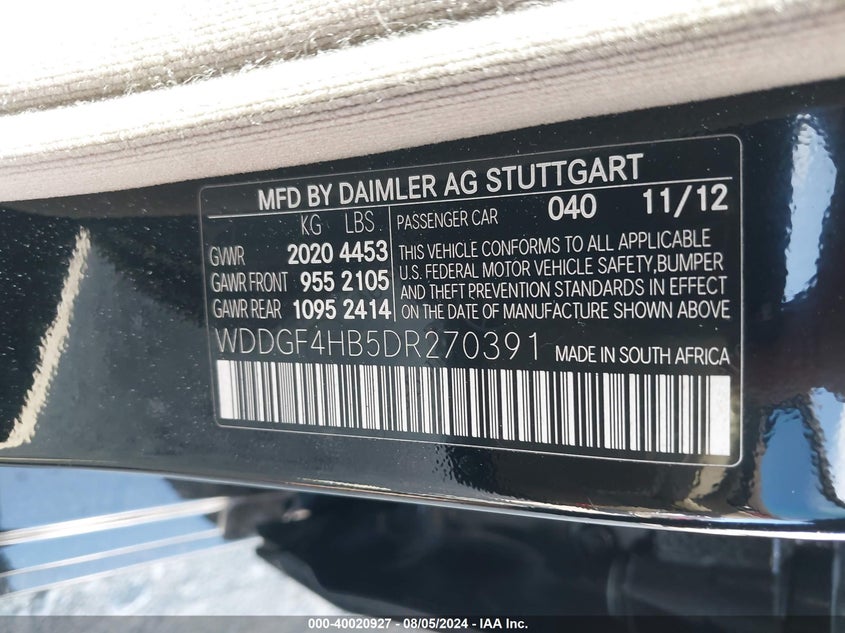 MFD BY DAIMLER AG STUTTGART
KG LBS
GVWR 2020 4453
GAWR FRONT 955 2105
GAWR REAR 1095 2414
PASSENGER CAR 040 11/12
THIS VEHICLE CONFORMS TO ALL APPLICABLE
U.S. FEDERAL MOTOR VEHICLE SAFETY,BUMPER
AND THEFT PREVENTION STANDARDS IN EFFECT
ON THE DATE OF MANUFACTURE SHOWN ABOVE
WDDGF4HB5DR270391 MADE IN SOUTH AFRICA
000-40020927 - 08/05/2024 - IAA Inc.